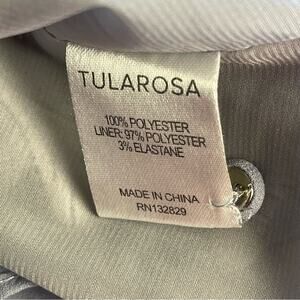 TULAROSA
100% POLYESTER
LINER: 97% POLYESTER
3% ELASTANE
MADE IN CHINA
RN132829